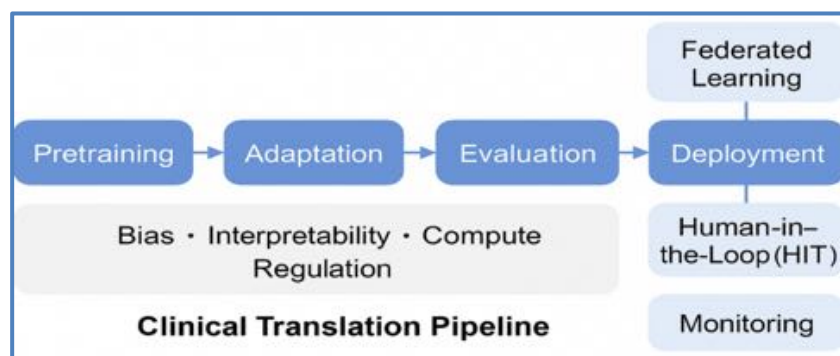 Federated
Learning
Pretraining
Adaptation
Evaluation
Deployment
Bias · Interpretability · Compute
Regulation
Human-in–
the-Loop (HIT)
Clinical Translation Pipeline
Monitoring